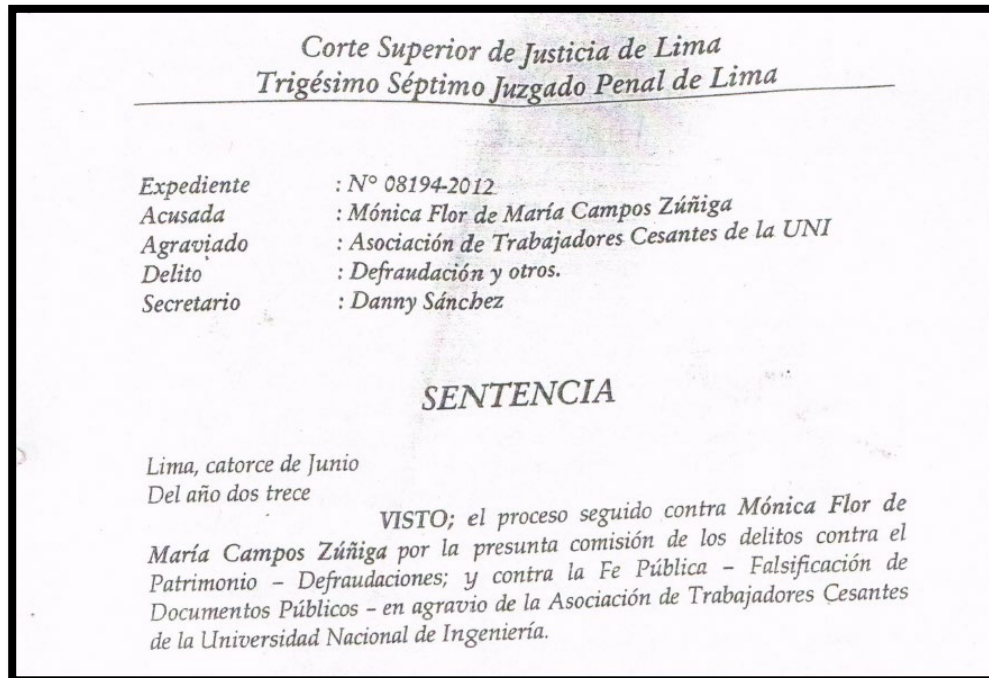 Corte Superior de Justicia de Lima
Trigésimo Séptimo Juzgado Penal de Lima
Expediente : N° 08194-2012
Acusada : Mónica Flor de María Campos Zúñiga
Agraviado : Asociación de Trabajadores Cesantes de la UNI
Delito : Defraudación y otros.
Secretario : Danny Sánchez
SENTENCIA
Lima, catorce de Junio
Del año dos trece
VISTO; el proceso seguido contra Mónica Flor de
María Campos Zúñiga por la presunta comisión de los delitos contra el
Patrimonio – Defraudaciones; y contra la Fe Pública – Falsificación de
Documentos Públicos – en agravio de la Asociación de Trabajadores Cesantes
de la Universidad Nacional de Ingeniería.